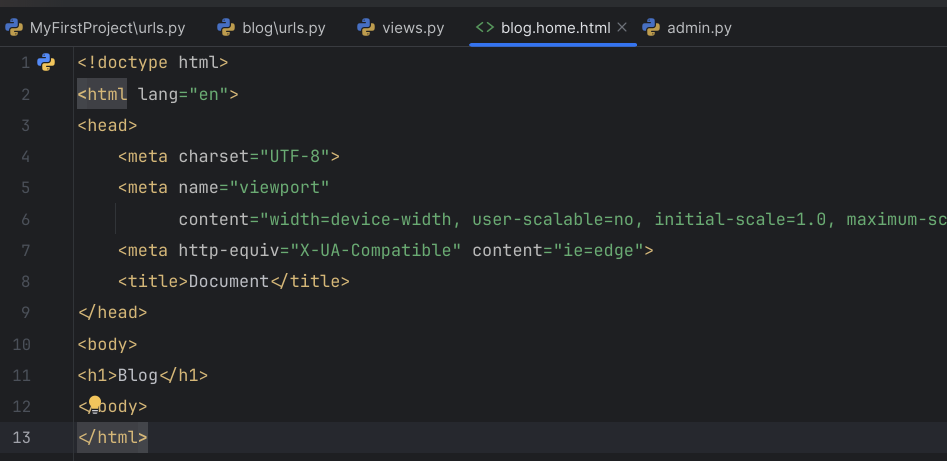 MyFirstProject\urls.py blog\urls.py views.py <> blog.home.html × admin.py
1 <!doctype html>
2 <html lang="en">
3 <head>
4 <meta charset="UTF-8">
5 <meta name="viewport"
6 content="width=device-width, user-scalable=no, initial-scale=1.0, maximum-sc
7 <meta http-equiv="X-UA-Compatible" content="ie=edge">
8 <title>Document</title>
9 </head>
10 <body>
11 <h1>Blog</h1>
12 </body>
13 </html>